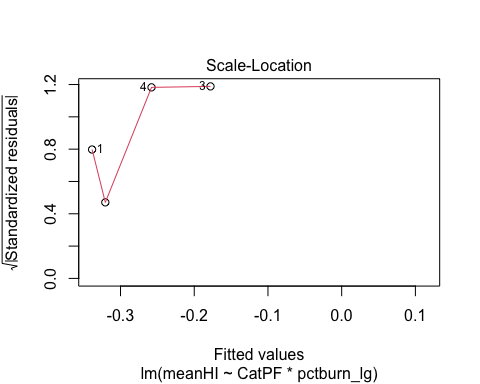 Scale-Location
√|Standardized residuals|
1.2
0.8
0.4
0.0
4
3
1
-0.3 -0.2 -0.1 0.0 0.1
Fitted values
lm(meanHI ~ CatPF * pctburn_lg)